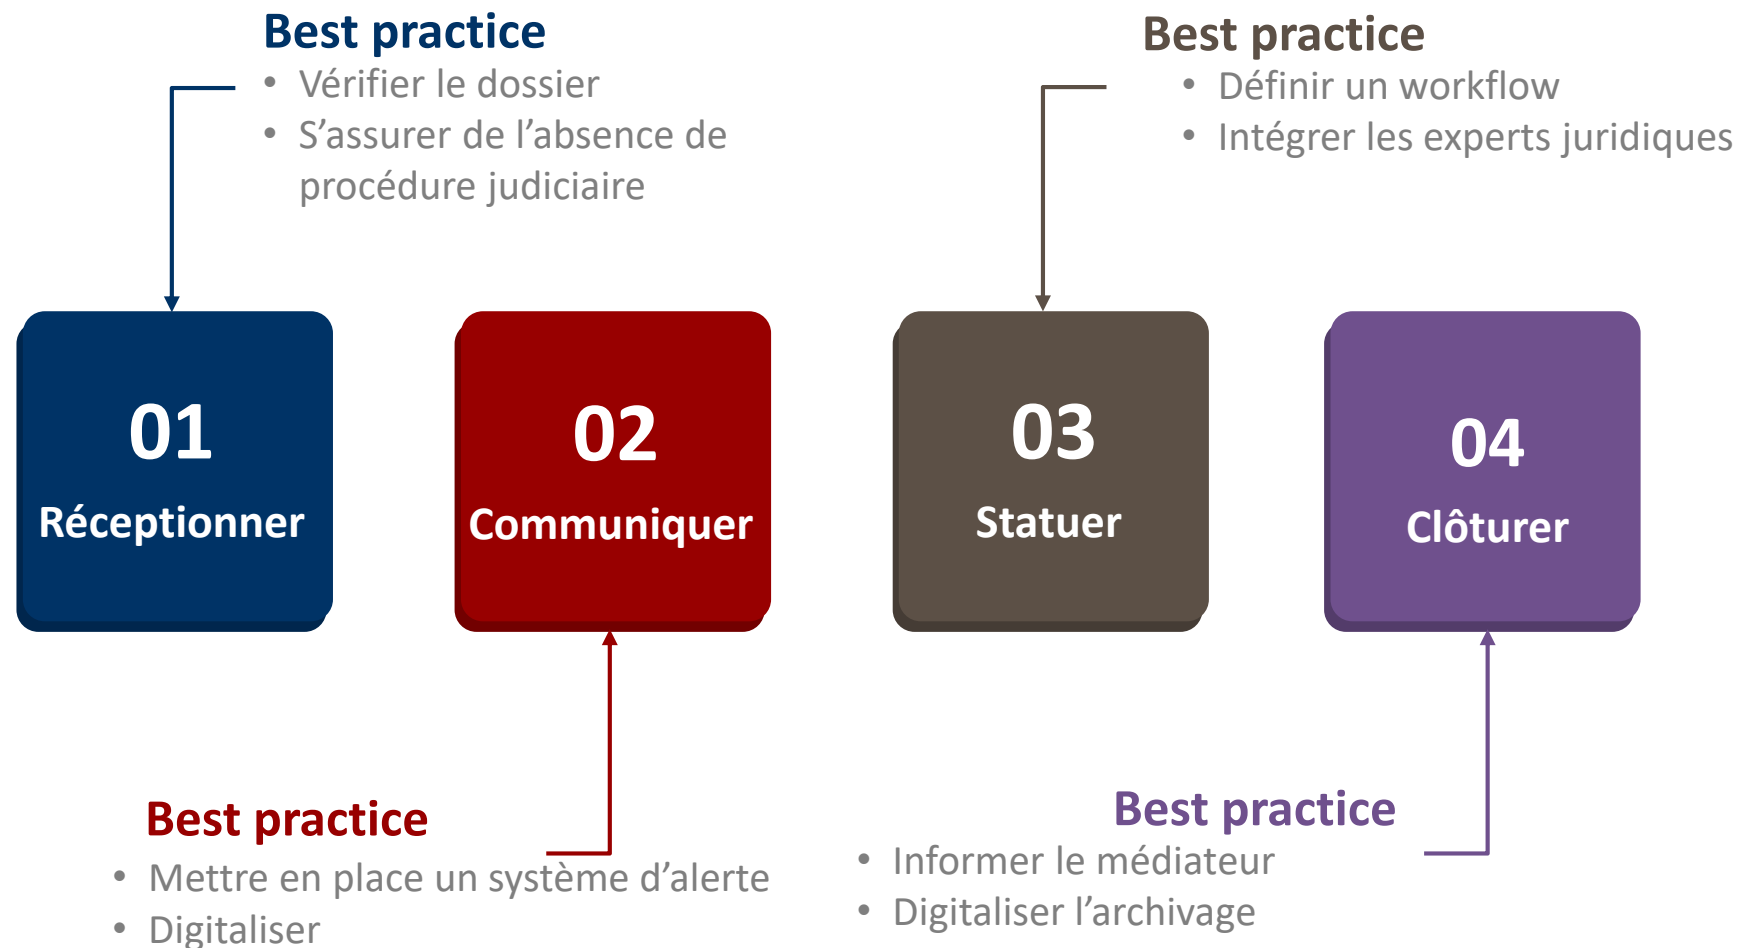 Best practice
• Vérifier le dossier
• S’assurer de l’absence de
procédure judiciaire
Best practice
• Définir un workflow
• Intégrer les experts juridiques
01
Réceptionner
02
Communiquer
03
Statuer
04
Clôturer
Best practice
• Mettre en place un système d’alerte
• Digitaliser
Best practice
• Informer le médiateur
• Digitaliser l’archivage